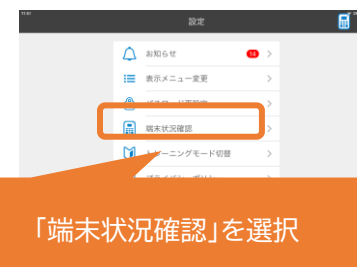 設定
お知らせ 14
表示メニュー変更
端末状況確認
トレーニングモード切替
「端末状況確認」を選択